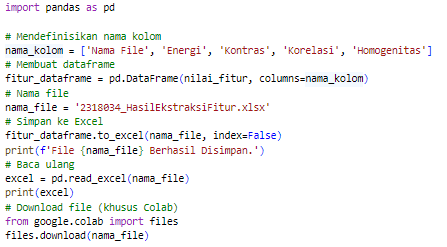 import pandas as pd
# Mendefinisikan nama kolom
nama_kolom = ['Nama File', 'Energi', 'Kontras', 'Korelasi', 'Homogenitas']
# Membuat dataframe
fitur_dataframe = pd.DataFrame(nilai_fitur, columns=nama_kolom)
# Nama file
nama_file = '2318034_HasilEkstraksiFitur.xlsx'
# Simpan ke Excel
fitur_dataframe.to_excel(nama_file, index=False)
print(f'File {nama_file} Berhasil Disimpan.')
# Baca ulang
excel = pd.read_excel(nama_file)
print(excel)
# Download file (khusus Colab)
from google.colab import files
files.download(nama_file)